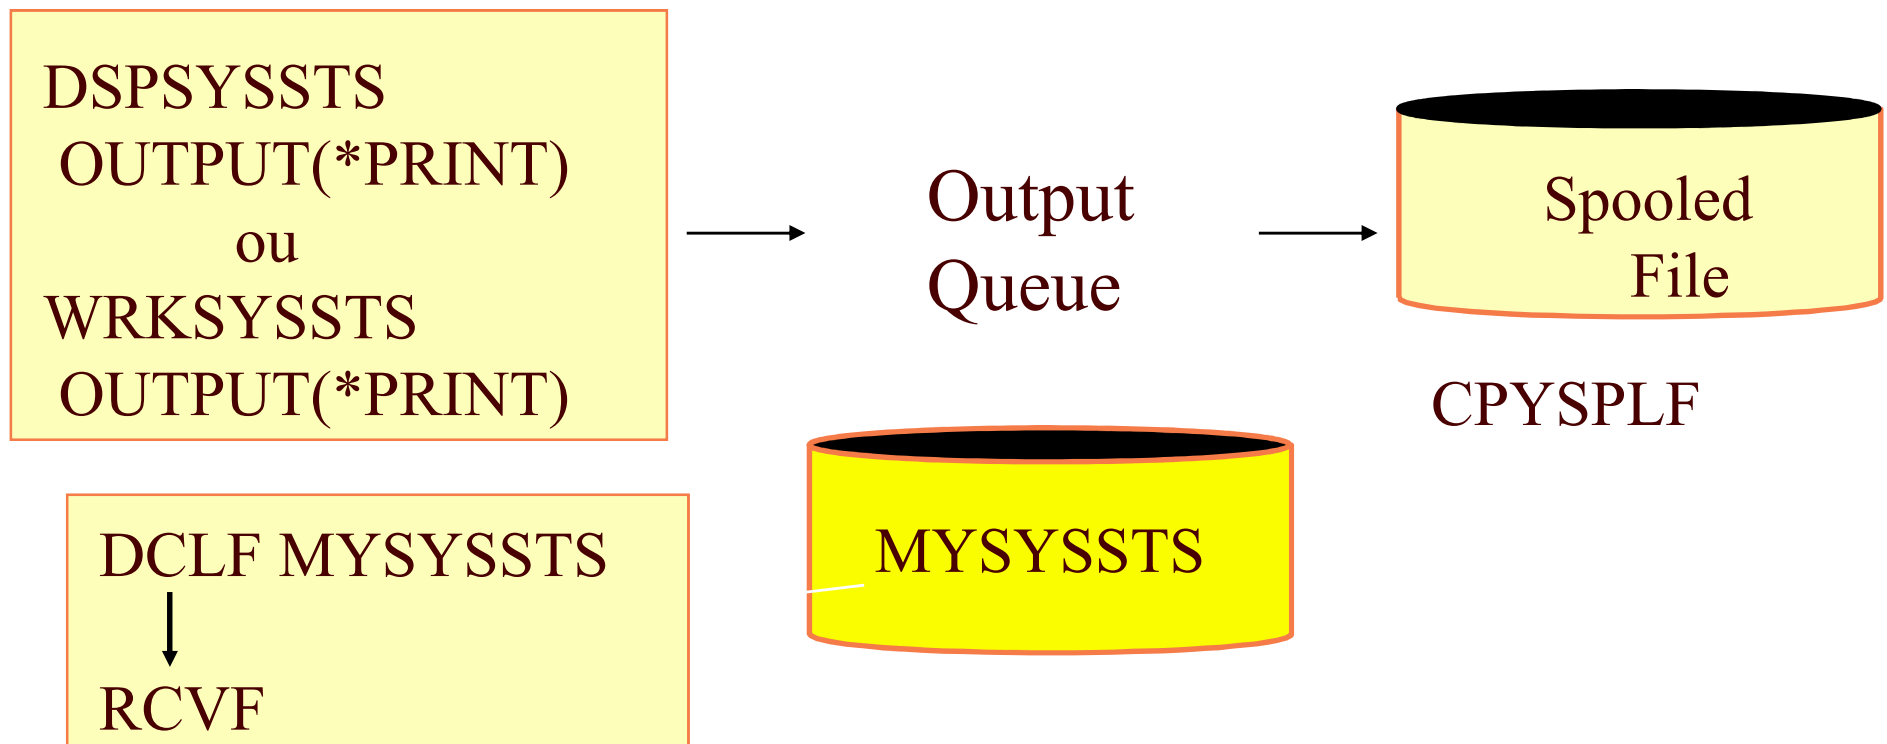 DSPSYSSTS
OUTPUT(*PRINT)
ou
WRKSYSSTS
OUTPUT(*PRINT)
Output
Queue
Spooled
File
CPYSPLF
MYSYSSTS
DCLF MYSYSSTS
RCVF